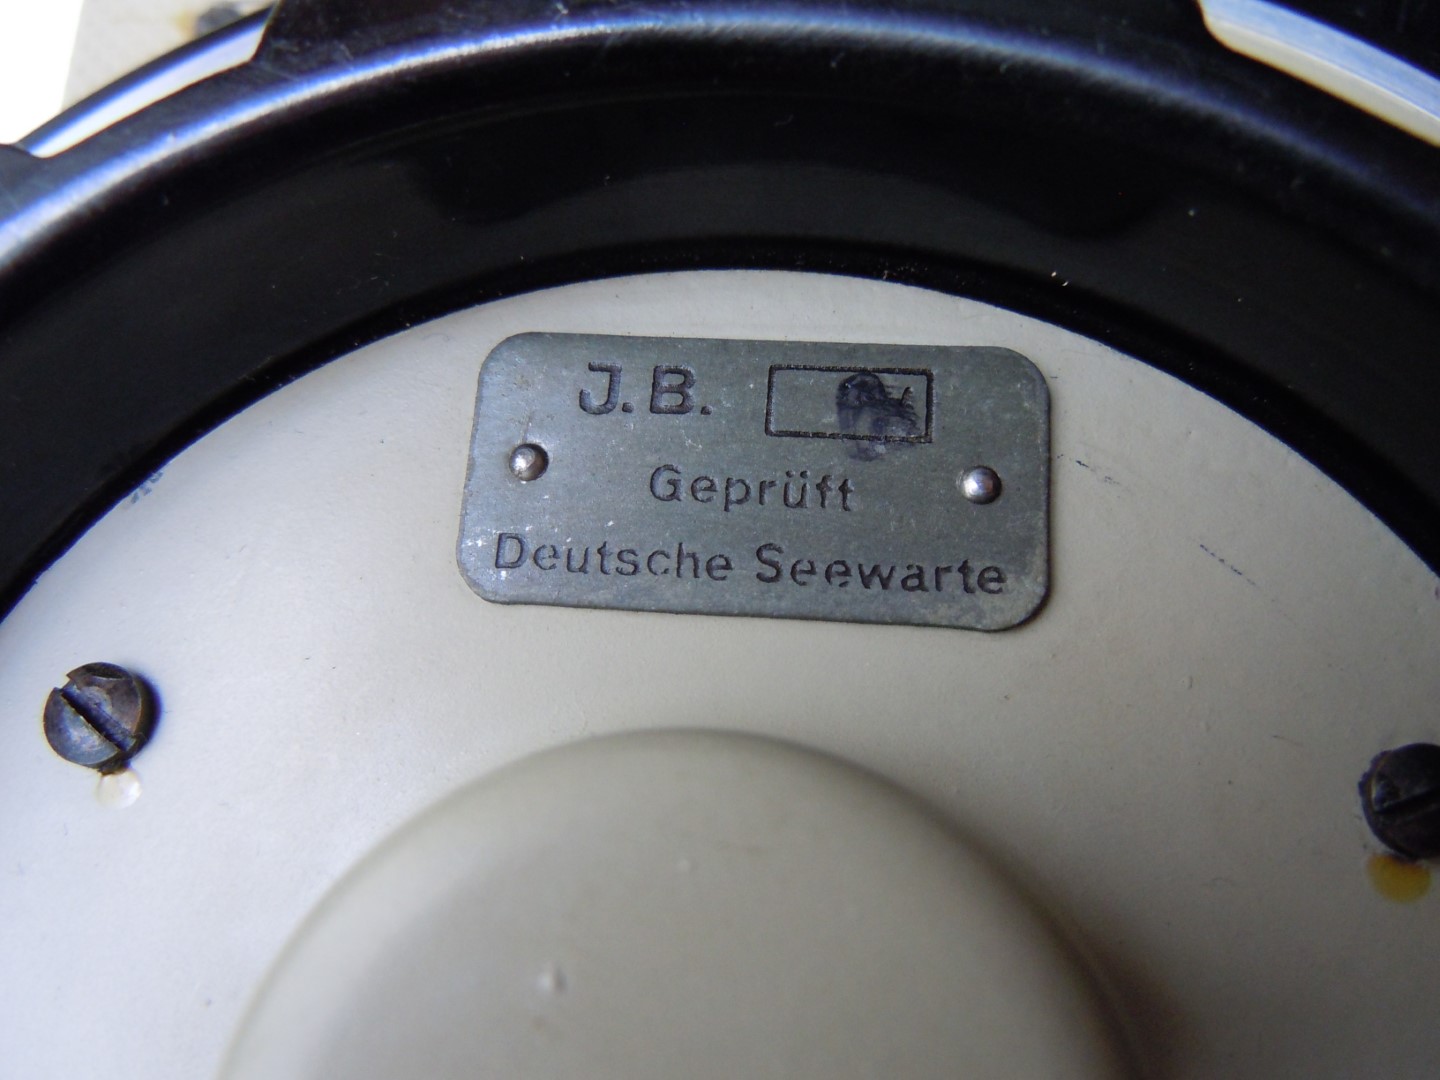 J.B.
Geprüft
Deutsche Seewarte